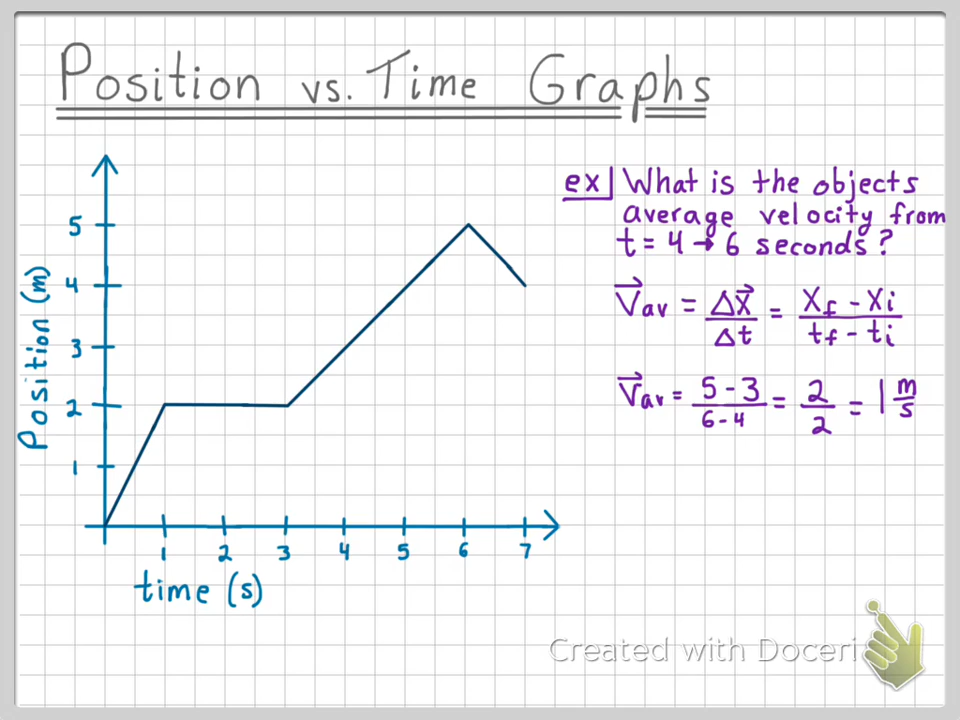 Position vs. Time Graphs
ex] What is the objects
average velocity from
t = 4 → 6 seconds?
V⃗av = ΔX⃗/Δt = (Xf - Xi)/(tf - ti)
V⃗av = (5 - 3)/(6 - 4) = 2/2 = 1 m/s
Position (m)
5
4
3
2
1
1 2 3 4 5 6 7
time (s)
Created with Doceri